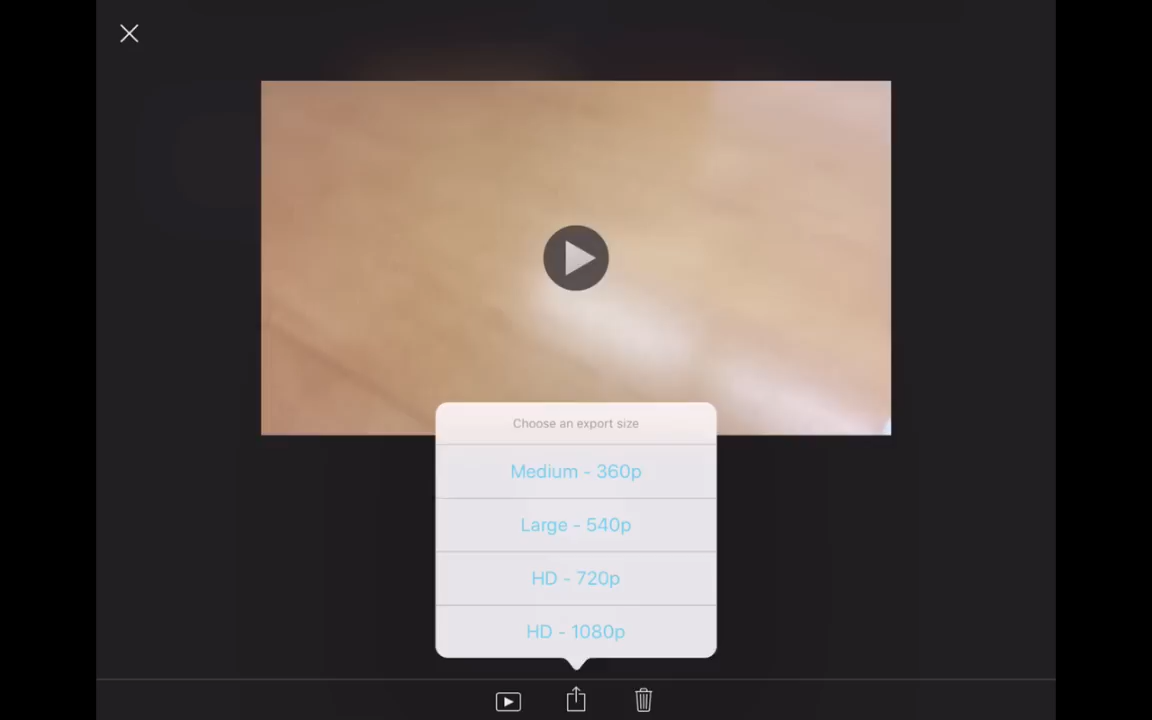 Choose an export size
Medium - 360p
Large - 540p
HD - 720p
HD - 1080p